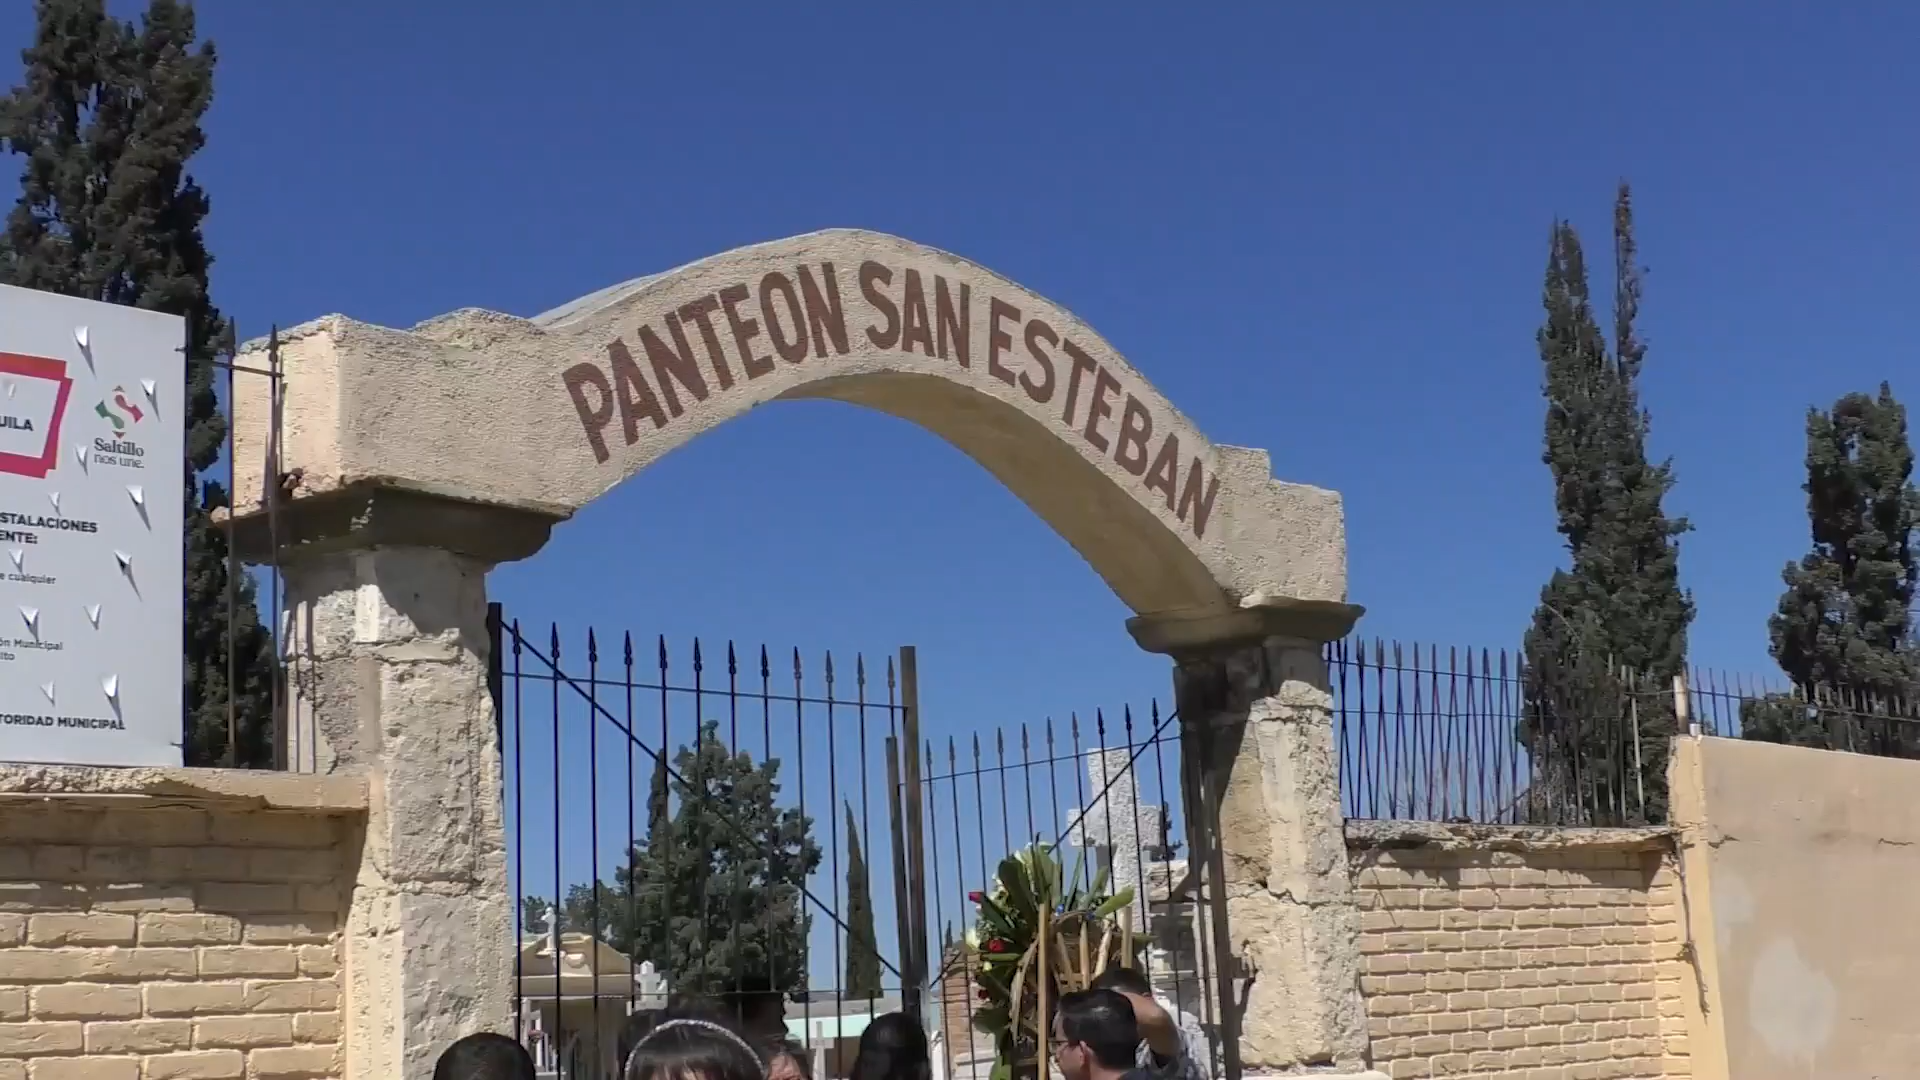 PANTEON SAN ESTEBAN
UILA
Saltillo
nos une.
STALACIONES
ENTE:
e cualquier
ón Municipal
ito
TORIDAD MUNICIPAL